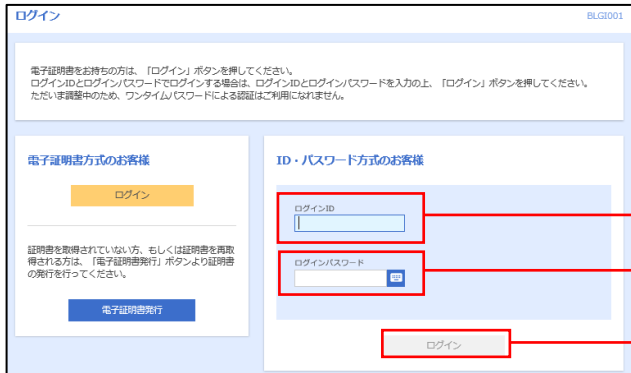 ログイン
BLGI001
電子証明書をお持ちの方は、「ログイン」ボタンを押してください。
ログインIDとログインパスワードでログインする場合は、ログインIDとログインパスワードを入力の上、「ログイン」ボタンを押してください。
ただいま調整中のため、ワンタイムパスワードによる認証はご利用になれません。
電子証明書方式のお客様
ログイン
証明書を取得されていない方、もしくは証明書を再取
得される方は、「電子証明書発行」ボタンより証明書
の発行を行ってください。
電子証明書発行
ID・パスワード方式のお客様
ログインID
ログインパスワード
ログイン